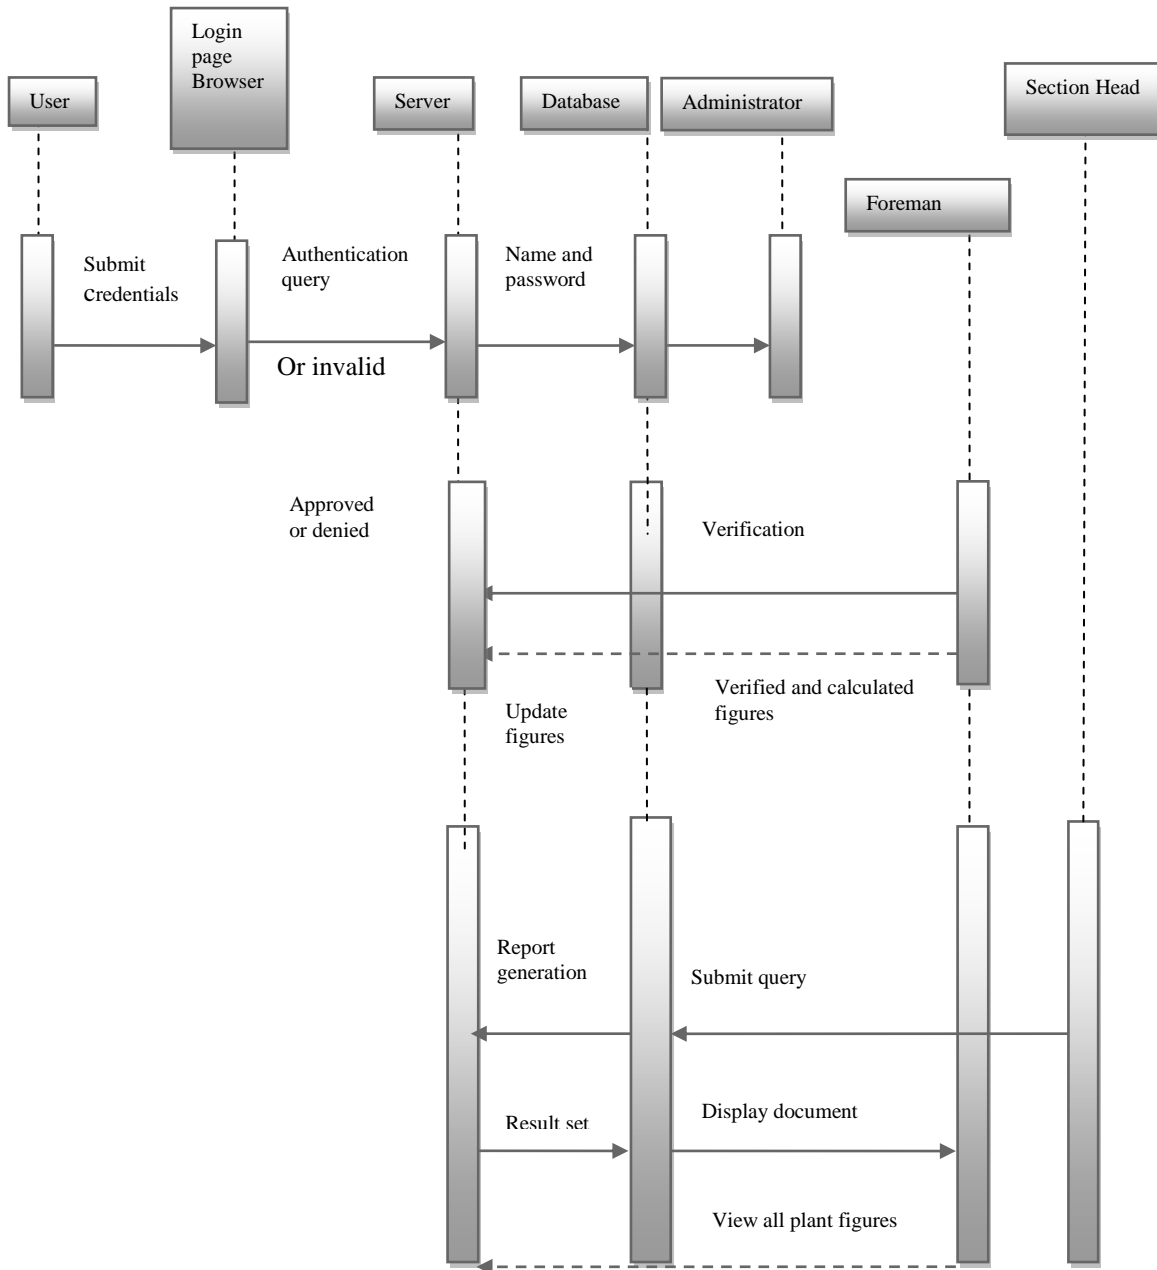 Login
page
Browser
User
Server
Database
Administrator
Section Head
Foreman
Submit
credentials
Authentication
query
Name and
password
Or invalid
Approved
or denied
Verification
Verified and calculated
figures
Update
figures
Report
generation
Submit query
Result set
Display document
View all plant figures